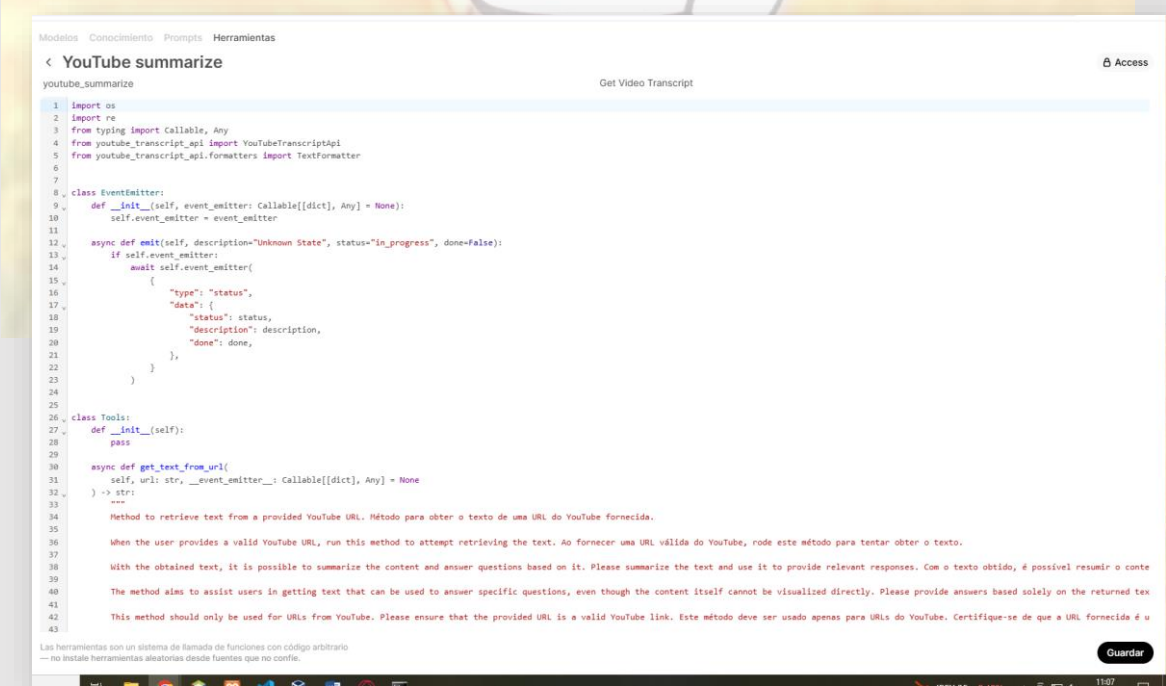 Modelos Conocimiento Prompts Herramientas
< YouTube summarize Access
youtube_summarize Get Video Transcript
1 import os
2 import re
3 from typing import Callable, Any
4 from youtube_transcript_api import YouTubeTranscriptApi
5 from youtube_transcript_api.formatters import TextFormatter
6
7
8 class EventEmitter:
9 def __init__(self, event_emitter: Callable[[dict], Any] = None):
10 self.event_emitter = event_emitter
11
12 async def emit(self, description="Unknown State", status="in_progress", done=False):
13 if self.event_emitter:
14 await self.event_emitter(
15 {
16 "type": "status",
17 "data": {
18 "status": status,
19 "description": description,
20 "done": done,
21 },
22 }
23 )
24
25
26 class Tools:
27 def __init__(self):
28 pass
29
30 async def get_text_from_url(
31 self, url: str, __event_emitter__: Callable[[dict], Any] = None
32 ) -> str:
33 """
34 Method to retrieve text from a provided YouTube URL. Método para obter o texto de uma URL do YouTube fornecida.
35
36 When the user provides a valid YouTube URL, run this method to attempt retrieving the text. Ao fornecer uma URL válida do YouTube, rode este método para tentar obter o texto.
37
38 With the obtained text, it is possible to summarize the content and answer questions based on it. Please summarize the text and use it to provide relevant responses. Com o texto obtido, é possível resumir o conte
39
40 The method aims to assist users in getting text that can be used to answer specific questions, even though the content itself cannot be visualized directly. Please provide answers based solely on the returned tex
41
42 This method should only be used for URLs from YouTube. Please ensure that the provided URL is a valid YouTube link. Este método deve ser usado apenas para URLs do YouTube. Certifique-se de que a URL fornecida é u
43
Las herramientas son un sistema de llamada de funciones con código arbitrario
— no instale herramientas aleatorias desde fuentes que no confíe.
Guardar
11:07